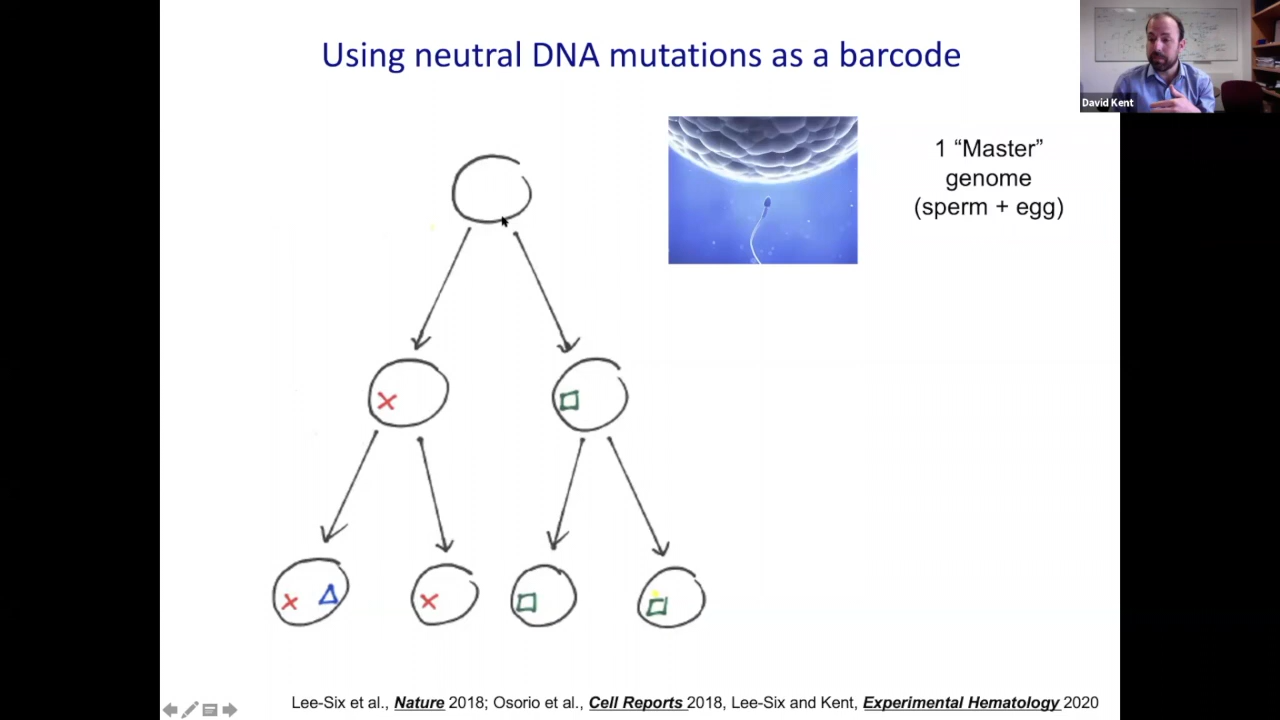 Using neutral DNA mutations as a barcode
David Kent
1 “Master”
genome
(sperm + egg)
Lee-Six et al., Nature 2018; Osorio et al., Cell Reports 2018, Lee-Six and Kent, Experimental Hematology 2020